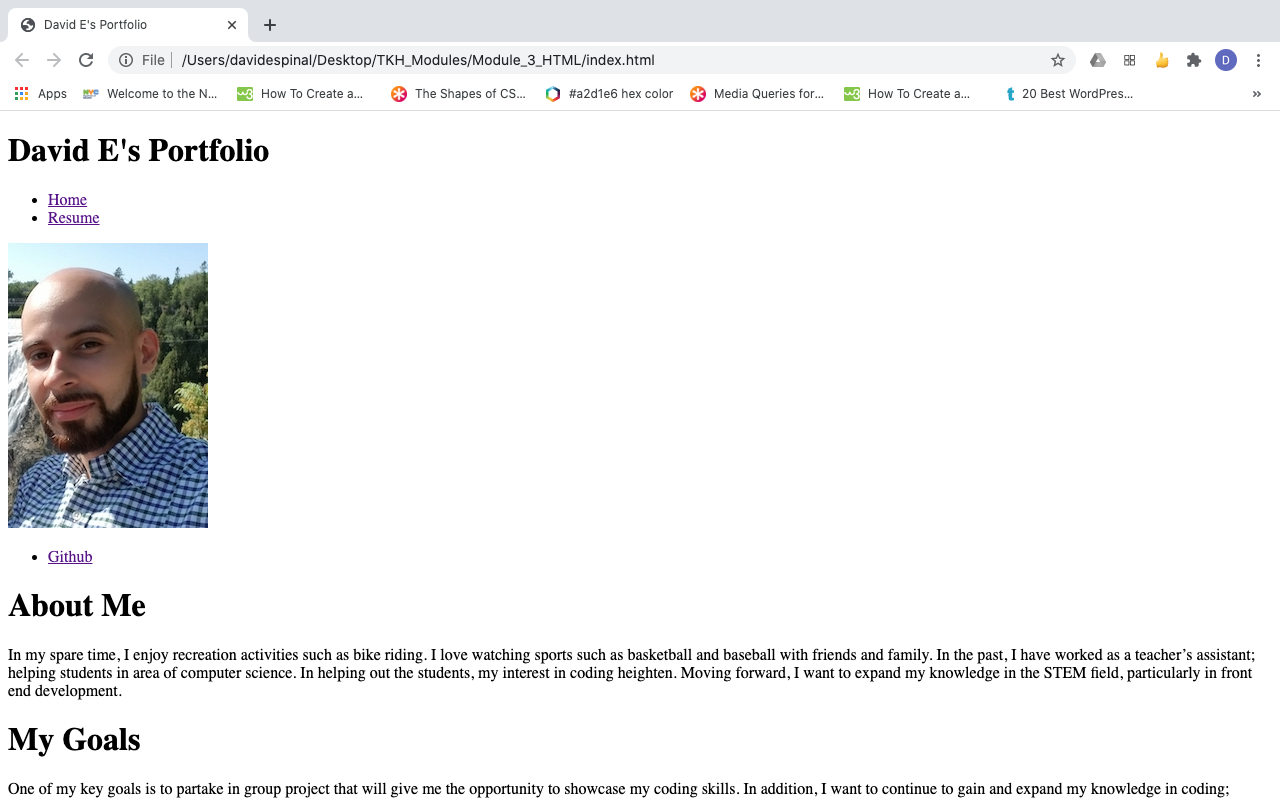 David E's Portfolio
File | /Users/davidespinal/Desktop/TKH_Modules/Module_3_HTML/index.html
D
Apps Welcome to the N... How To Create a... The Shapes of CS... #a2d1e6 hex color Media Queries for... How To Create a... 20 Best WordPres... »
David E's Portfolio
• Home
• Resume
• Github
About Me
In my spare time, I enjoy recreation activities such as bike riding. I love watching sports such as basketball and baseball with friends and family. In the past, I have worked as a teacher’s assistant;
helping students in area of computer science. In helping out the students, my interest in coding heighten. Moving forward, I want to expand my knowledge in the STEM field, particularly in front
end development.
My Goals
One of my key goals is to partake in group project that will give me the opportunity to showcase my coding skills. In addition, I want to continue to gain and expand my knowledge in coding;